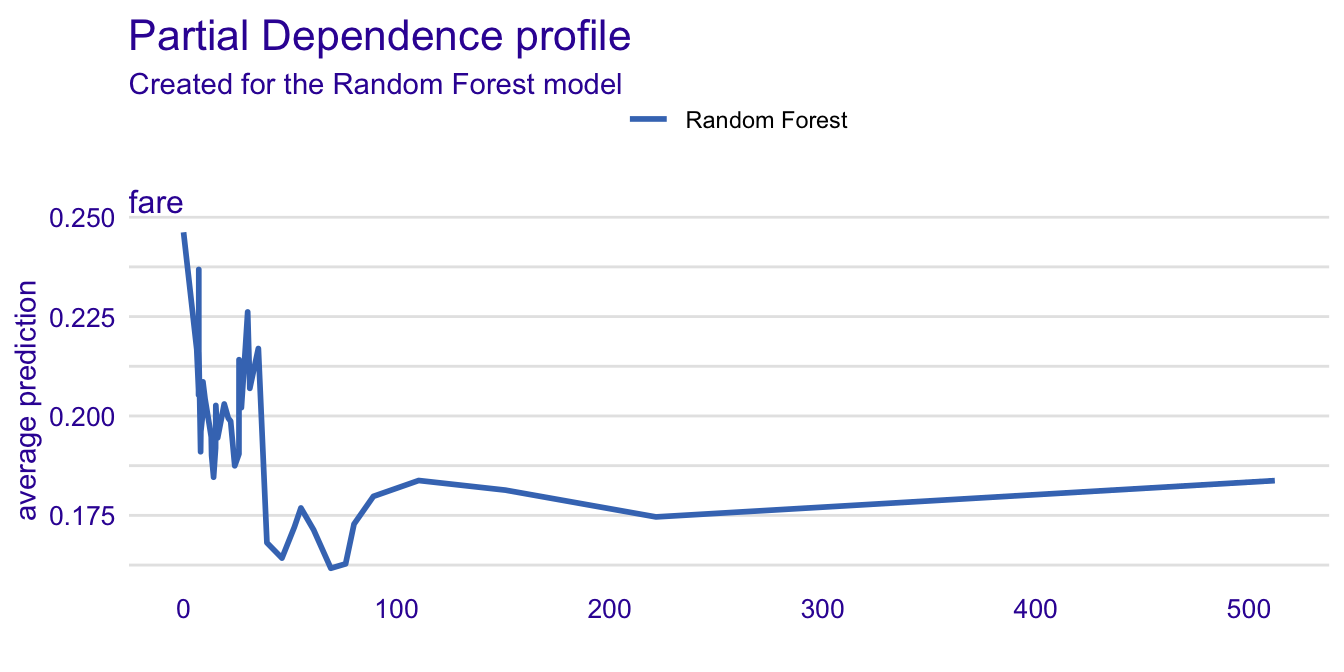 Partial Dependence profile
Created for the Random Forest model
Random Forest
fare
average prediction
0.250
0.225
0.200
0.175
0 100 200 300 400 500